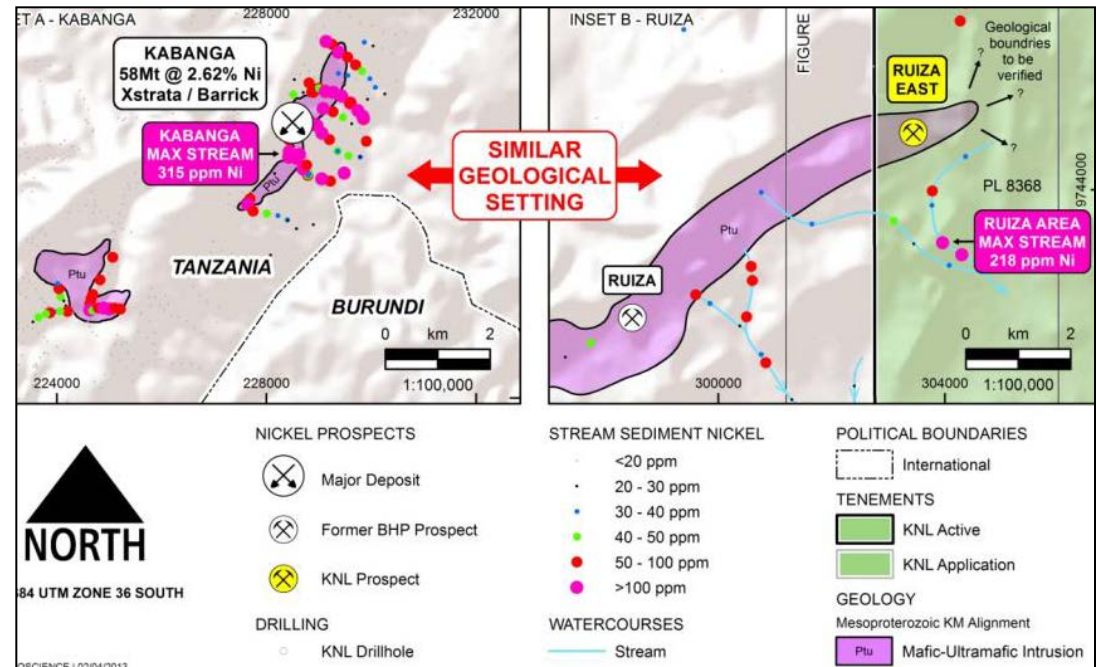 ET A - KABANGA
228000
232000
KABANGA
58Mt @ 2.62% Ni
Xstrata / Barrick
KABANGA
MAX STREAM
315 ppm Ni
Ptu
Ptu
TANZANIA
BURUNDI
0 km 2
1:100,000
224000
228000
SIMILAR
GEOLOGICAL
SETTING
INSET B - RUIZA
FIGURE
RUIZA
EAST
Geological
boundries
to be
verified
?
?
?
PL 8368
9744000
RUIZA AREA
MAX STREAM
218 ppm Ni
Ptu
RUIZA
0 km 2
1:100,000
300000
304000
NORTH
84 UTM ZONE 36 SOUTH
OSCIENCE | 02/04/2013
NICKEL PROSPECTS
Major Deposit
Former BHP Prospect
KNL Prospect
DRILLING
KNL Drillhole
STREAM SEDIMENT NICKEL
<20 ppm
20 - 30 ppm
30 - 40 ppm
40 - 50 ppm
50 - 100 ppm
>100 ppm
WATERCOURSES
Stream
POLITICAL BOUNDARIES
International
TENEMENTS
KNL Active
KNL Application
GEOLOGY
Mesoproterozoic KM Alignment
Ptu Mafic-Ultramafic Intrusion